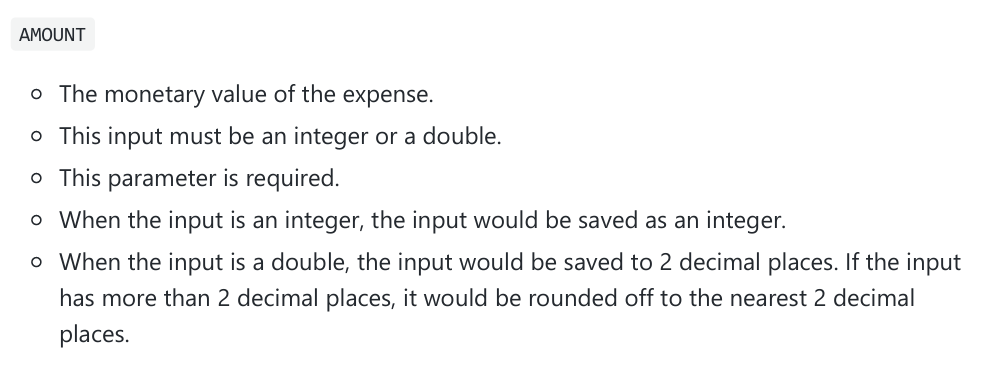 AMOUNT
The monetary value of the expense.
This input must be an integer or a double.
This parameter is required.
When the input is an integer, the input would be saved as an integer.
When the input is a double, the input would be saved to 2 decimal places. If the input
has more than 2 decimal places, it would be rounded off to the nearest 2 decimal
places.